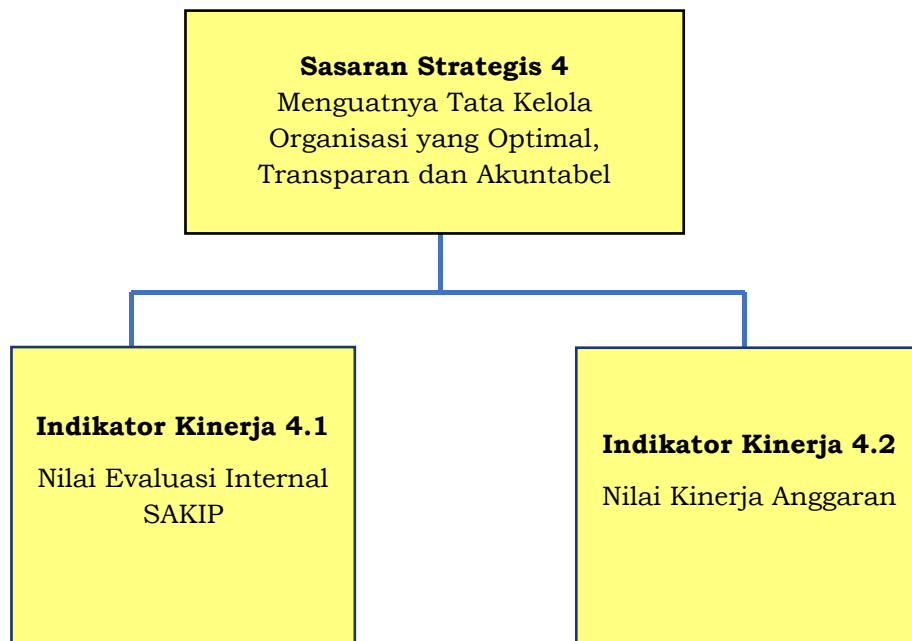 Sasaran Strategis 4
Menguatnya Tata Kelola
Organisasi yang Optimal,
Transparan dan Akuntabel
Indikator Kinerja 4.1
Nilai Evaluasi Internal
SAKIP
Indikator Kinerja 4.2
Nilai Kinerja Anggaran